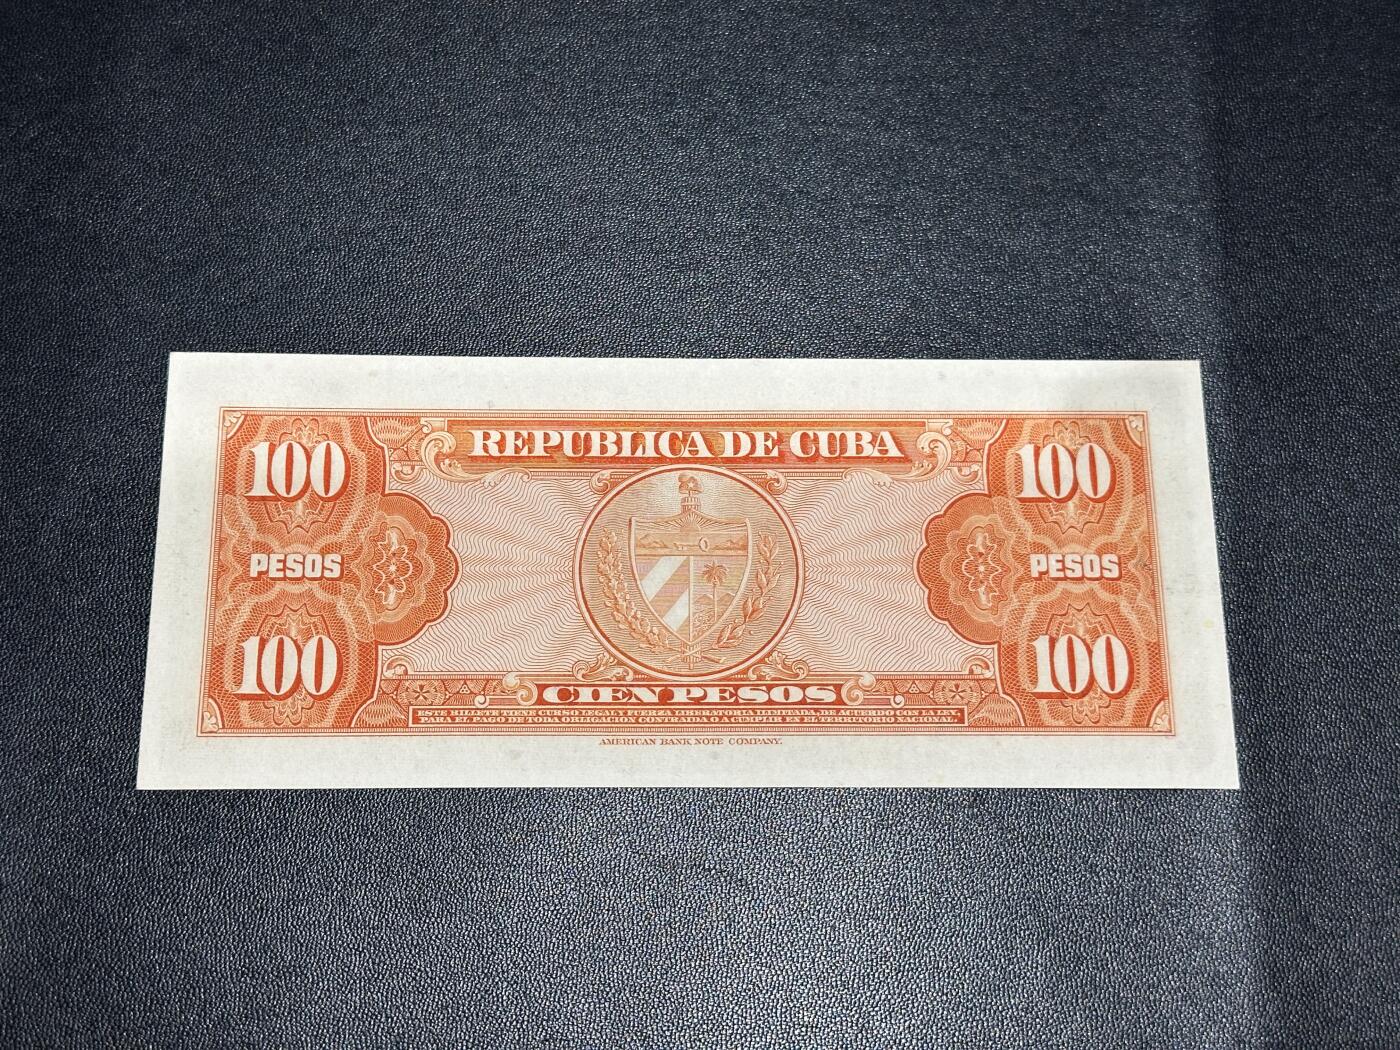 REPUBLICA DE CUBA
100 100
PESOS PESOS
100 100
CIEN PESOS
ESTE BILLETE TIENE CURSO LEGAL Y FUERZA LIBERATORIA ILIMITADA, DE ACUERDO CON LA LEY,
PARA EL PAGO DE TODA OBLIGACION CONTRAIDA O A CUMPLIR EN EL TERRITORIO NACIONAL.
AMERICAN BANK NOTE COMPANY.